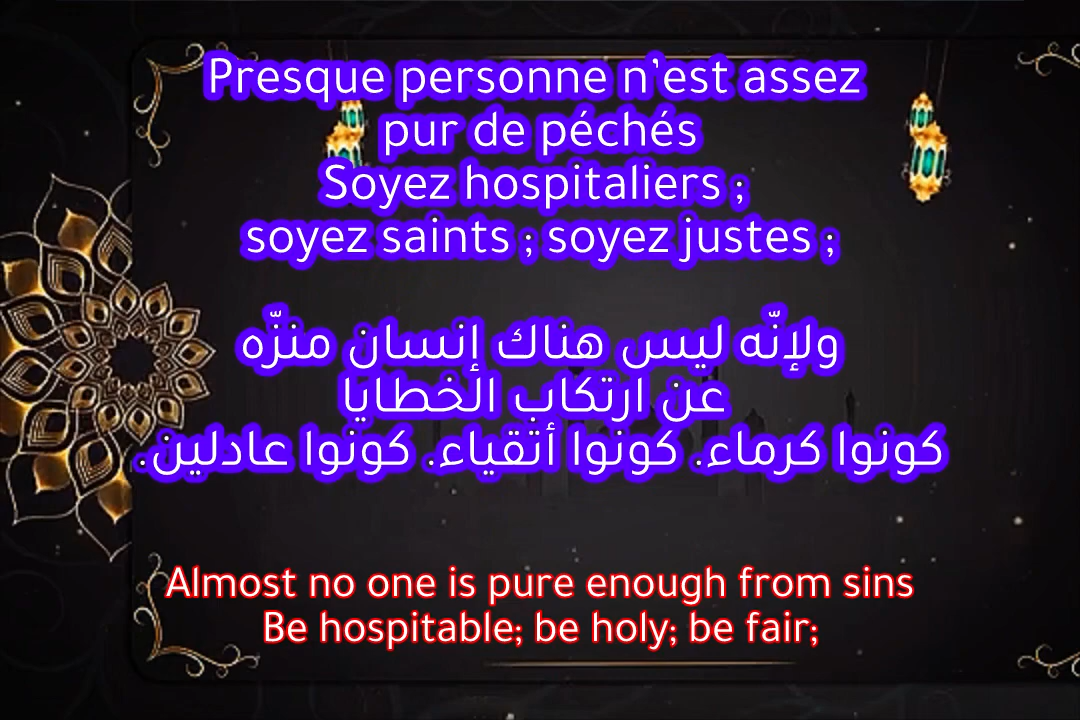 Presque personne n’est assez
pur de péchés
Soyez hospitaliers ;
soyez saints ; soyez justes ;
ولإنّه ليس هناك إنسان منزّه
عن ارتكاب الخطايا
كونوا كرماء. كونوا أتقياء. كونوا عادلين.
Almost no one is pure enough from sins
Be hospitable; be holy; be fair;